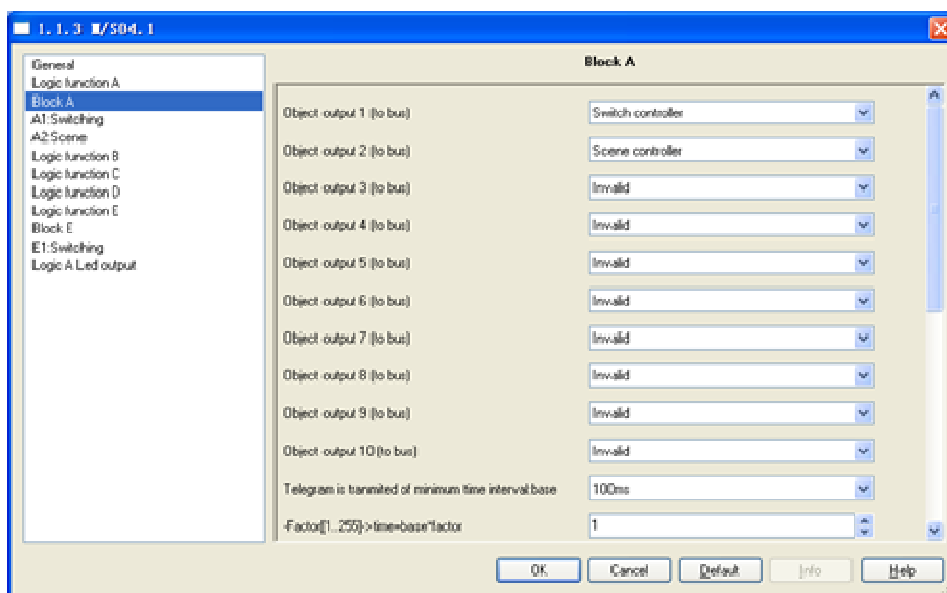 1.1.3 M/S04.1
General
Logic function A
Block A
A1:Switching
A2:Scene
Logic function B
Logic function C
Logic function D
Logic function E
Block E
E1:Switching
Logic A Led output
Block A
Object output 1 (to bus) Switch controller
Object output 2 (to bus) Scene controller
Object output 3 (to bus) Invalid
Object output 4 (to bus) Invalid
Object output 5 (to bus) Invalid
Object output 6 (to bus) Invalid
Object output 7 (to bus) Invalid
Object output 8 (to bus) Invalid
Object output 9 (to bus) Invalid
Object output 10 (to bus) Invalid
Telegram is tranmited of minimum time interval:base 100ms
-Factor[1..255]->time=base*factor 1
OK Cancel Default Info Help